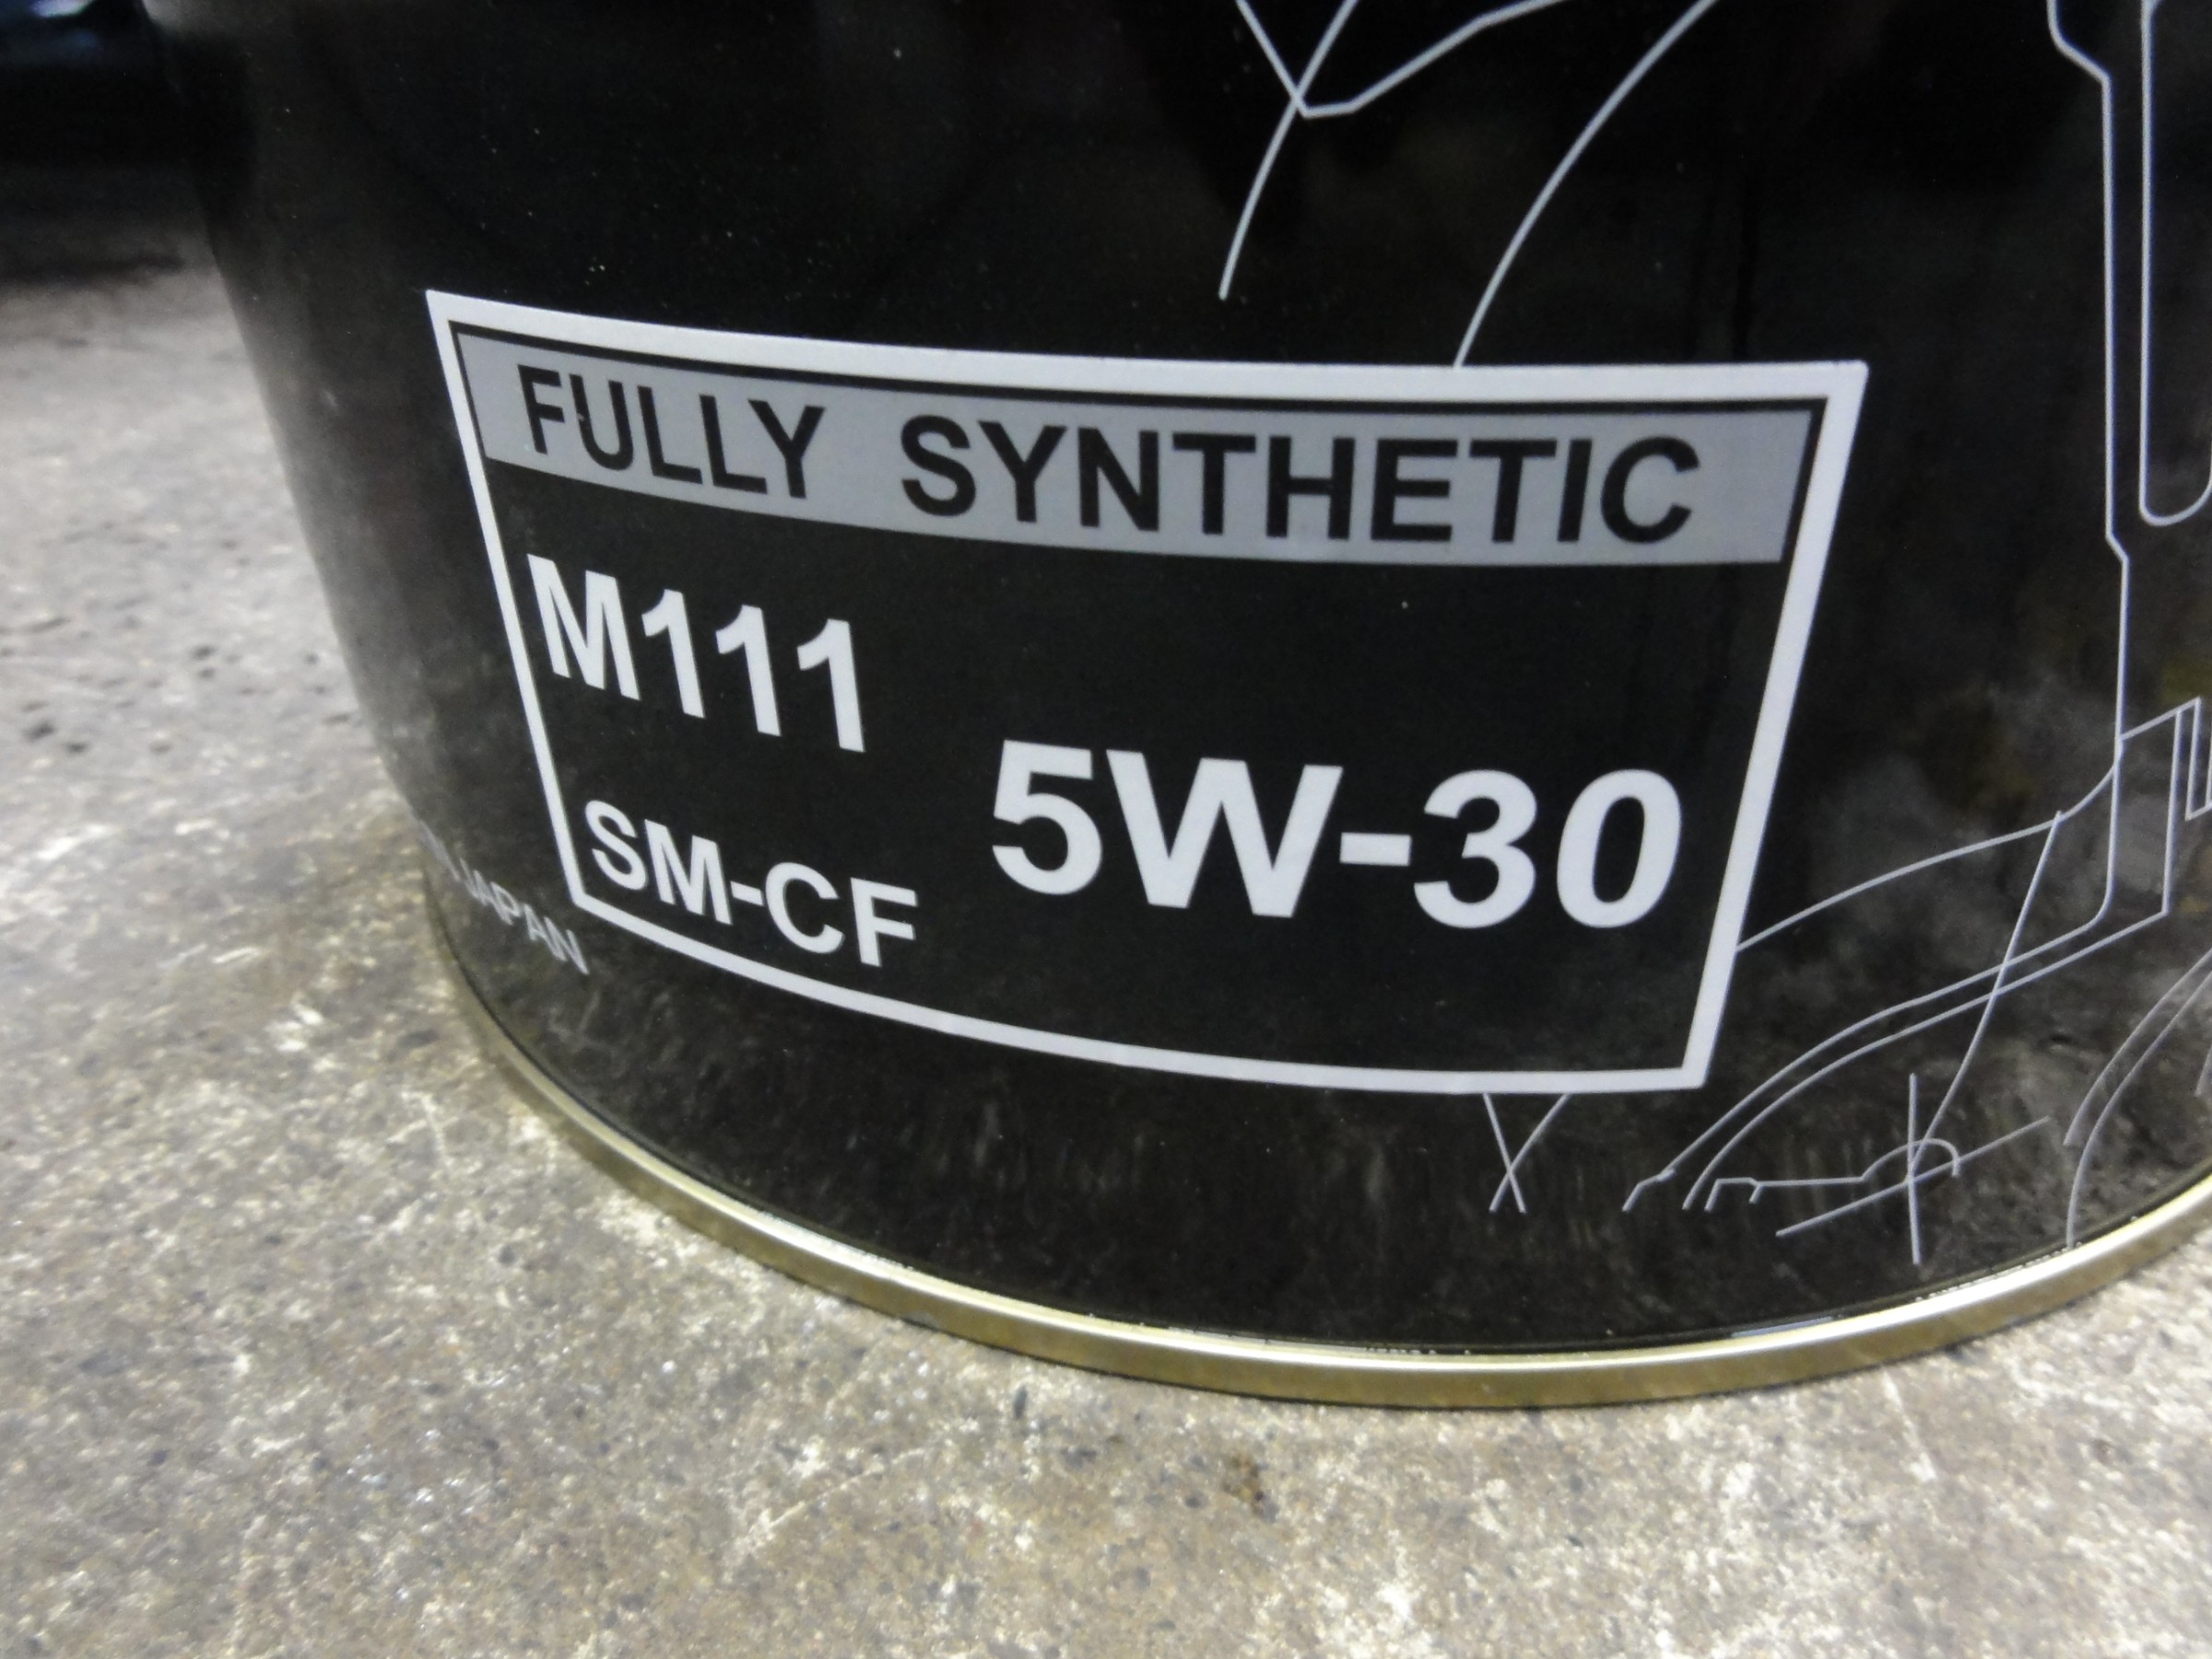 FULLY SYNTHETIC
M111
5W-30
SM-CF
JAPAN